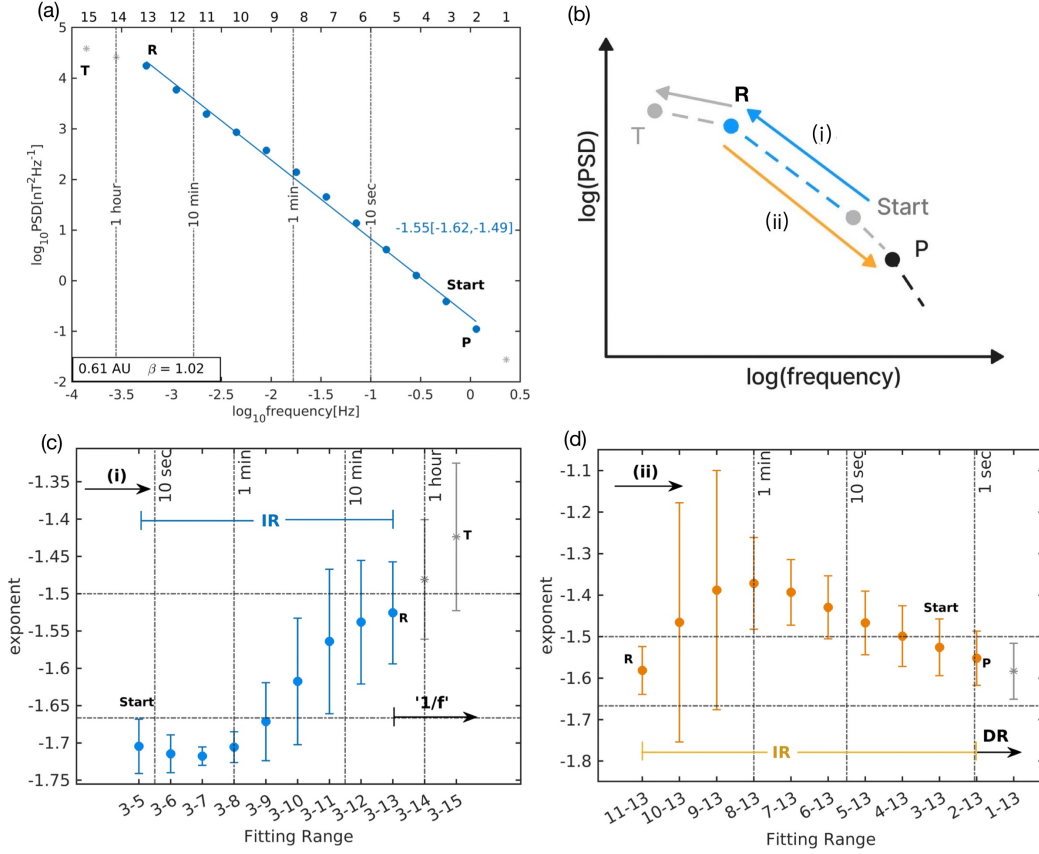 (a)
15 14 13 12 11 10 9 8 7 6 5 4 3 2 1
5
4
3
2
1
0
-1
-2
log10PSD[nT2Hz-1]
T
R
1 hour
10 min
1 min
10 sec
-1.55[-1.62,-1.49]
Start
P
0.61 AU β = 1.02
-4 -3.5 -3 -2.5 -2 -1.5 -1 -0.5 0 0.5
log10frequency[Hz]
(b)
log(PSD)
T
R
(i)
(ii)
Start
P
log(frequency)
(c)
(i)
10 sec
1 min
10 min
1 hour
-1.35
-1.4
-1.45
-1.5
-1.55
-1.6
-1.65
-1.7
-1.75
exponent
IR
T
R
Start
'1/f'
3-5 3-6 3-7 3-8 3-9 3-10 3-11 3-12 3-13 3-14 3-15
Fitting Range
(d)
(ii)
1 min
10 sec
1 sec
-1.1
-1.2
-1.3
-1.4
-1.5
-1.6
-1.7
-1.8
exponent
R
Start
P
IR
DR
11-13 10-13 9-13 8-13 7-13 6-13 5-13 4-13 3-13 2-13 1-13
Fitting Range